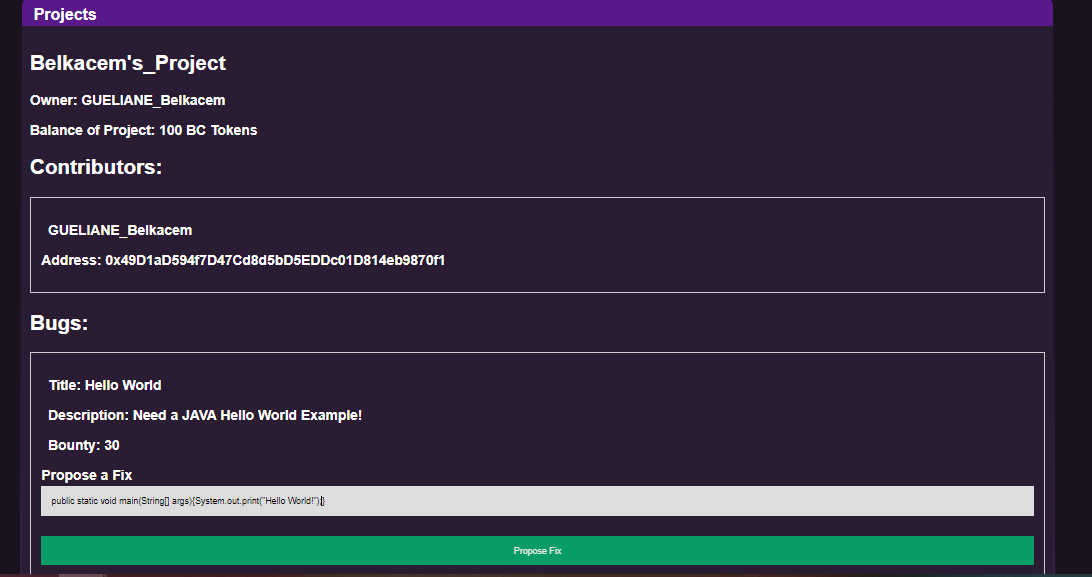 Projects
Belkacem's_Project
Owner: GUELIANE_Belkacem
Balance of Project: 100 BC Tokens
Contributors:
GUELIANE_Belkacem
Address: 0x49D1aD594f7D47Cd8d5bD5EDDc01D814eb9870f1
Bugs:
Title: Hello World
Description: Need a JAVA Hello World Example!
Bounty: 30
Propose a Fix
public static void main(String[] args){System.out.print("Hello World!");}
Propose Fix